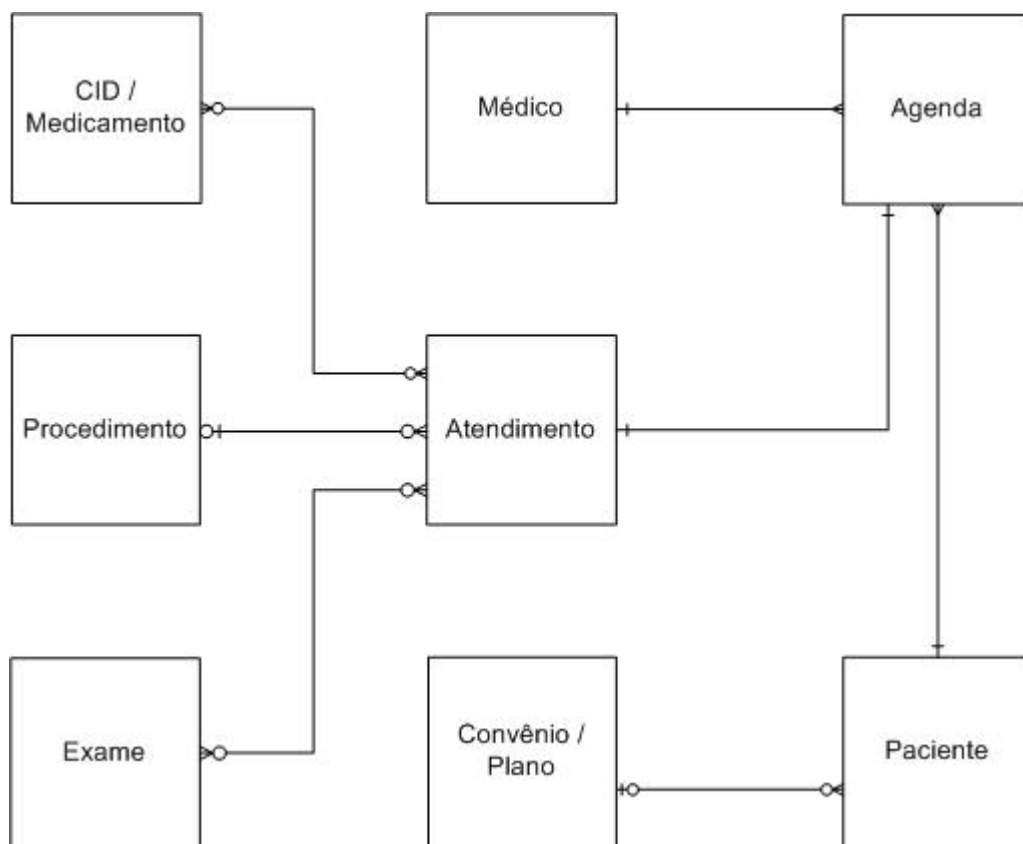 CID /
Medicamento
Médico
Agenda
Procedimento
Atendimento
Exame
Convênio /
Plano
Paciente